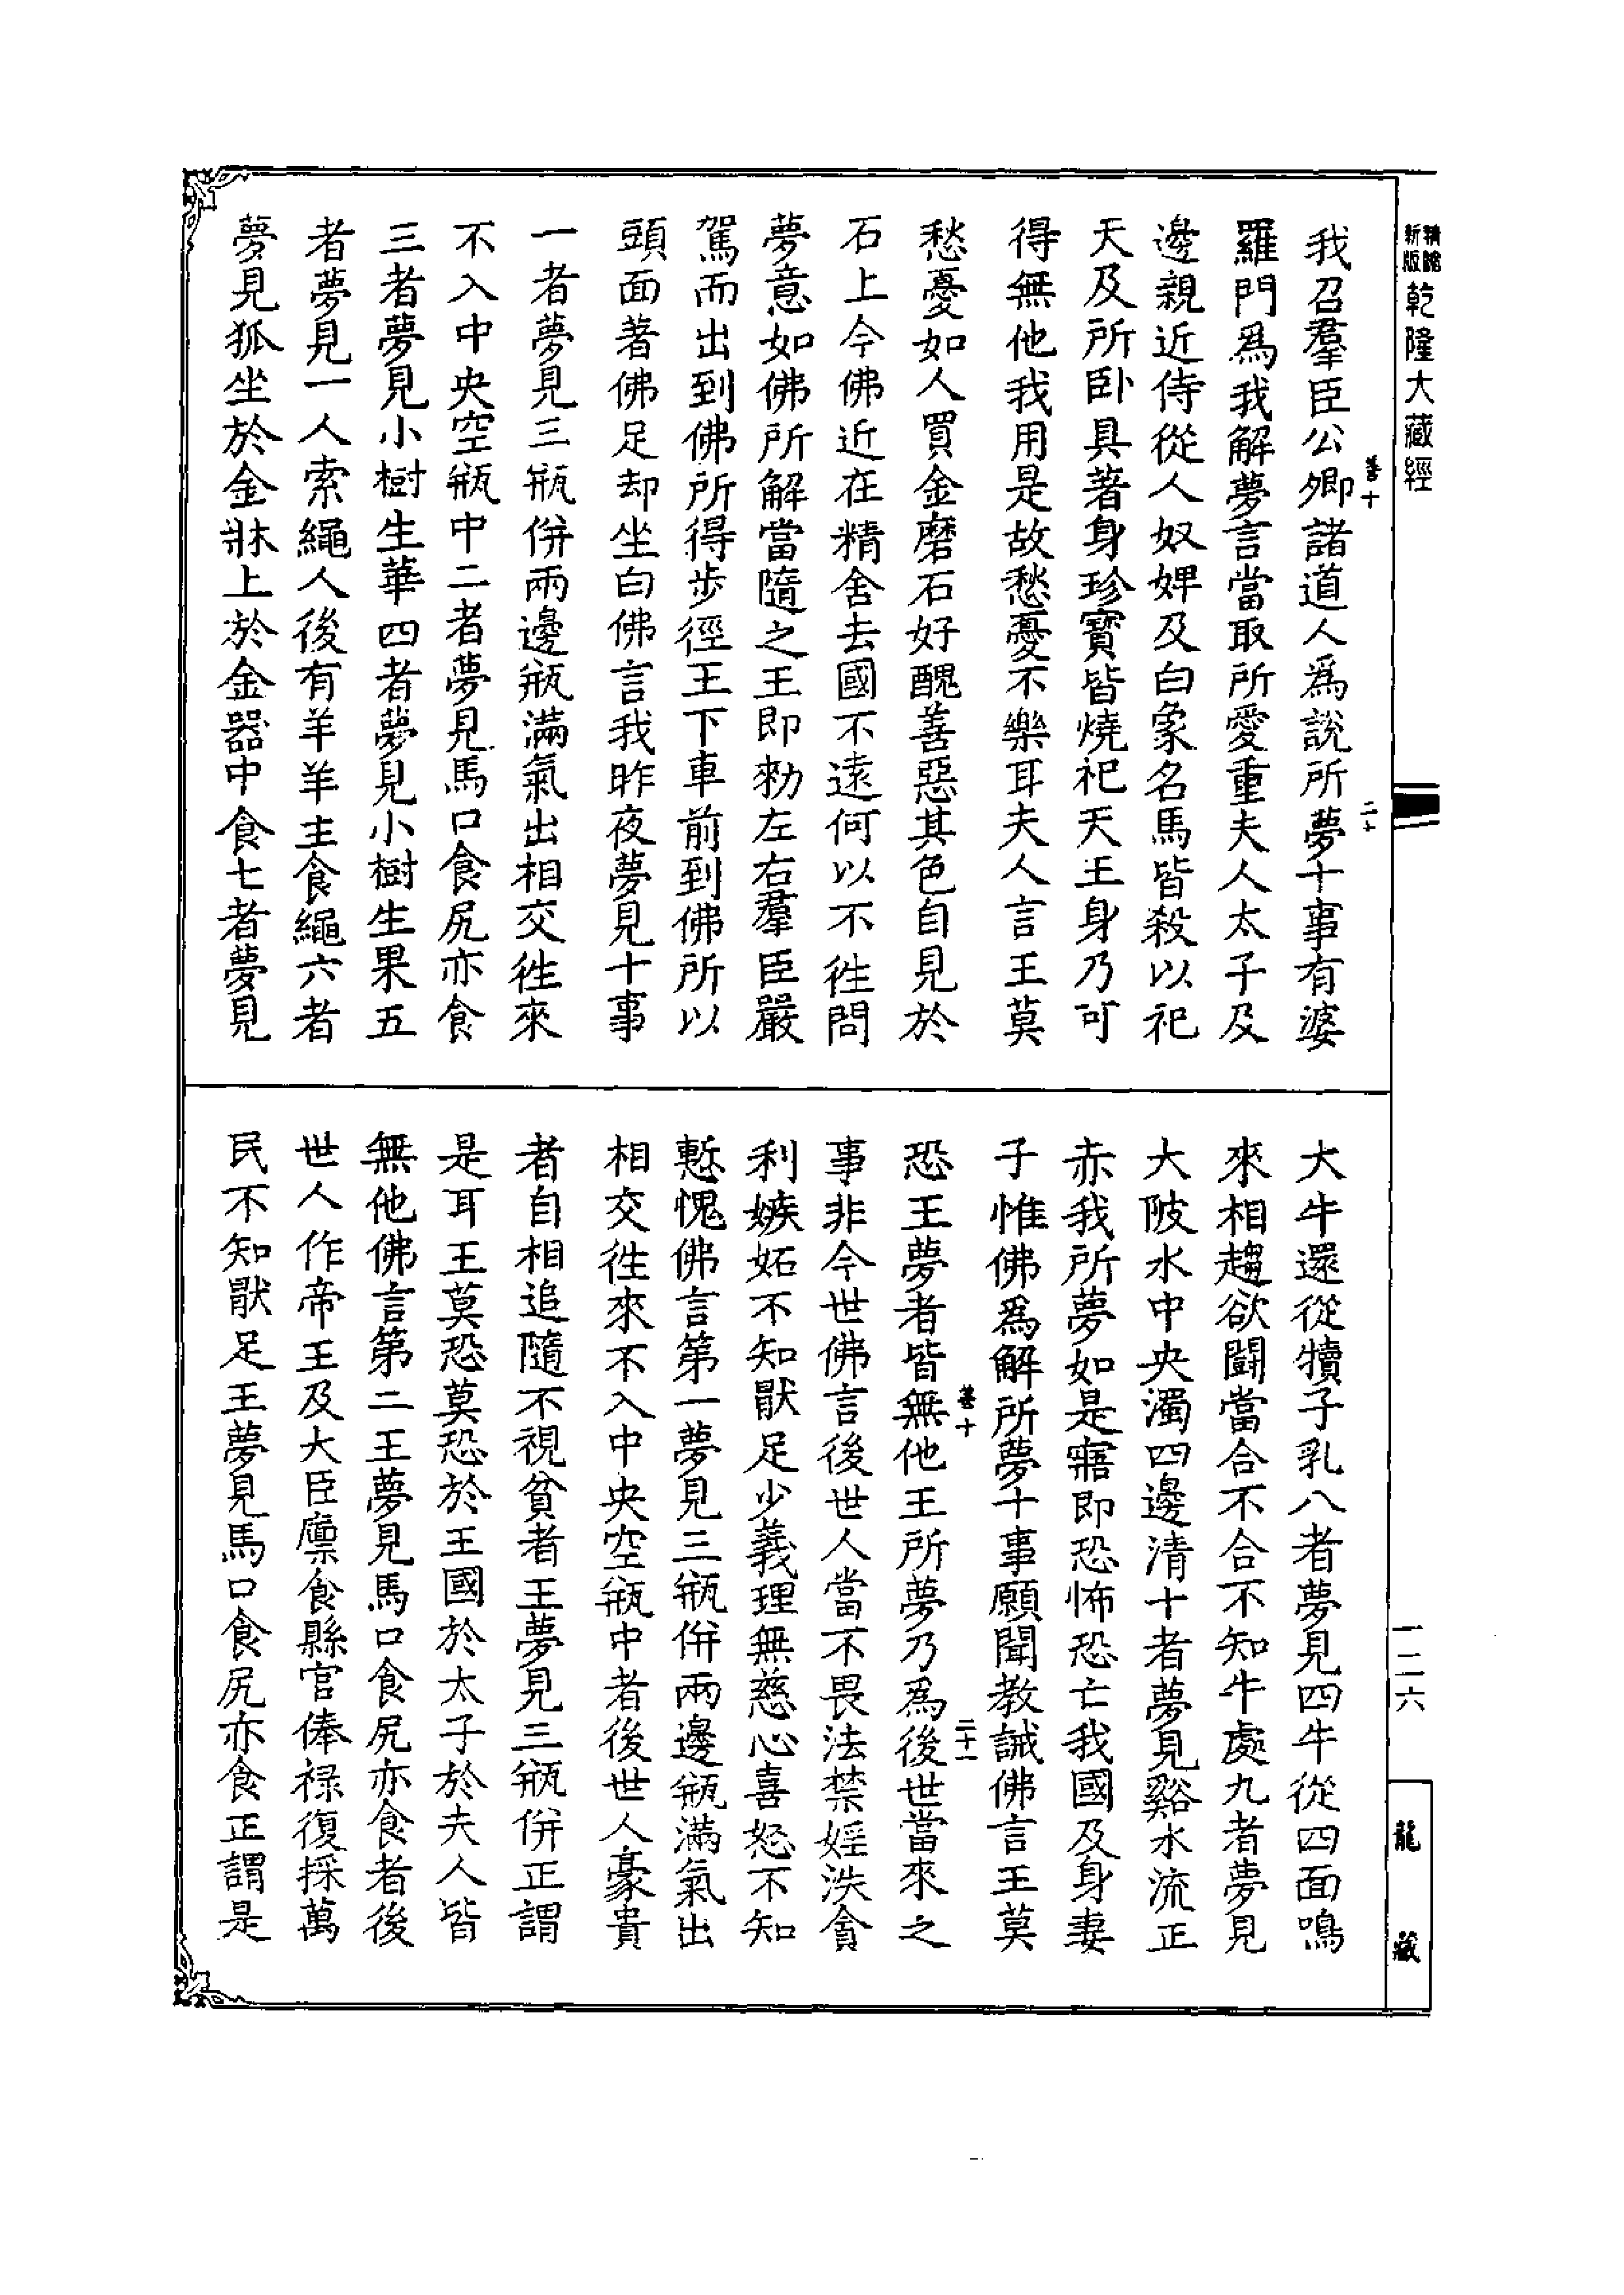 精館
新版
乾隆大藏經
善十
二十
我召羣臣公卿諸道人爲說所夢十事有婆
羅門爲我解夢言當取所愛重夫人太子及
邊親近侍從人奴婢及白象名馬皆殺以祀
天及所臥具著身珍寶皆燒祀天王身乃可
得無他我用是故愁憂不樂耳夫人言王莫
愁憂如人買金磨石好醜善惡其色自見於
石上今佛近在精舍去國不遠何以不徃問
夢意如佛所解當隨之王即勑左右羣臣嚴
駕而出到佛所得步徑王下車前到佛所以
頭面著佛足却坐白佛言我昨夜夢見十事
一者夢見三瓶併兩邊瓶滿氣出相交徃來
不入中央空瓶中二者夢見馬口食尻亦食
三者夢見小樹生華四者夢見小樹生果五
者夢見一人索繩人後有羊羊主食繩六者
夢見狐坐於金牀上於金器中食七者夢見
大牛還從犢子乳八者夢見四牛從四面鳴
來相趨欲鬭當合不合不知牛處九者夢見
大陂水中央濁四邊清十者夢見谿水流正
赤我所夢如是寤即恐怖恐亡我國及身妻
子惟佛爲解所夢十事願聞教誡佛言王莫
恐王夢者皆無他王所夢乃爲後世當來之
善十
二十一
事非今世佛言後世人當不畏法禁婬泆貪
利嫉妬不知猒足少義理無慈心喜怒不知
慙愧佛言第一夢見三瓶併兩邊瓶滿氣出
相交徃來不入中央空瓶中者後世人豪貴
者自相追隨不視貧者王夢見三瓶併正謂
是耳王莫恐莫恐於王國於太子於夫人皆
無他佛言第二王夢見馬口食尻亦食者後
世人作帝王及大臣廩食縣官俸祿復採萬
民不知猒足王夢見馬口食尻亦食正謂是
一二六
龍藏